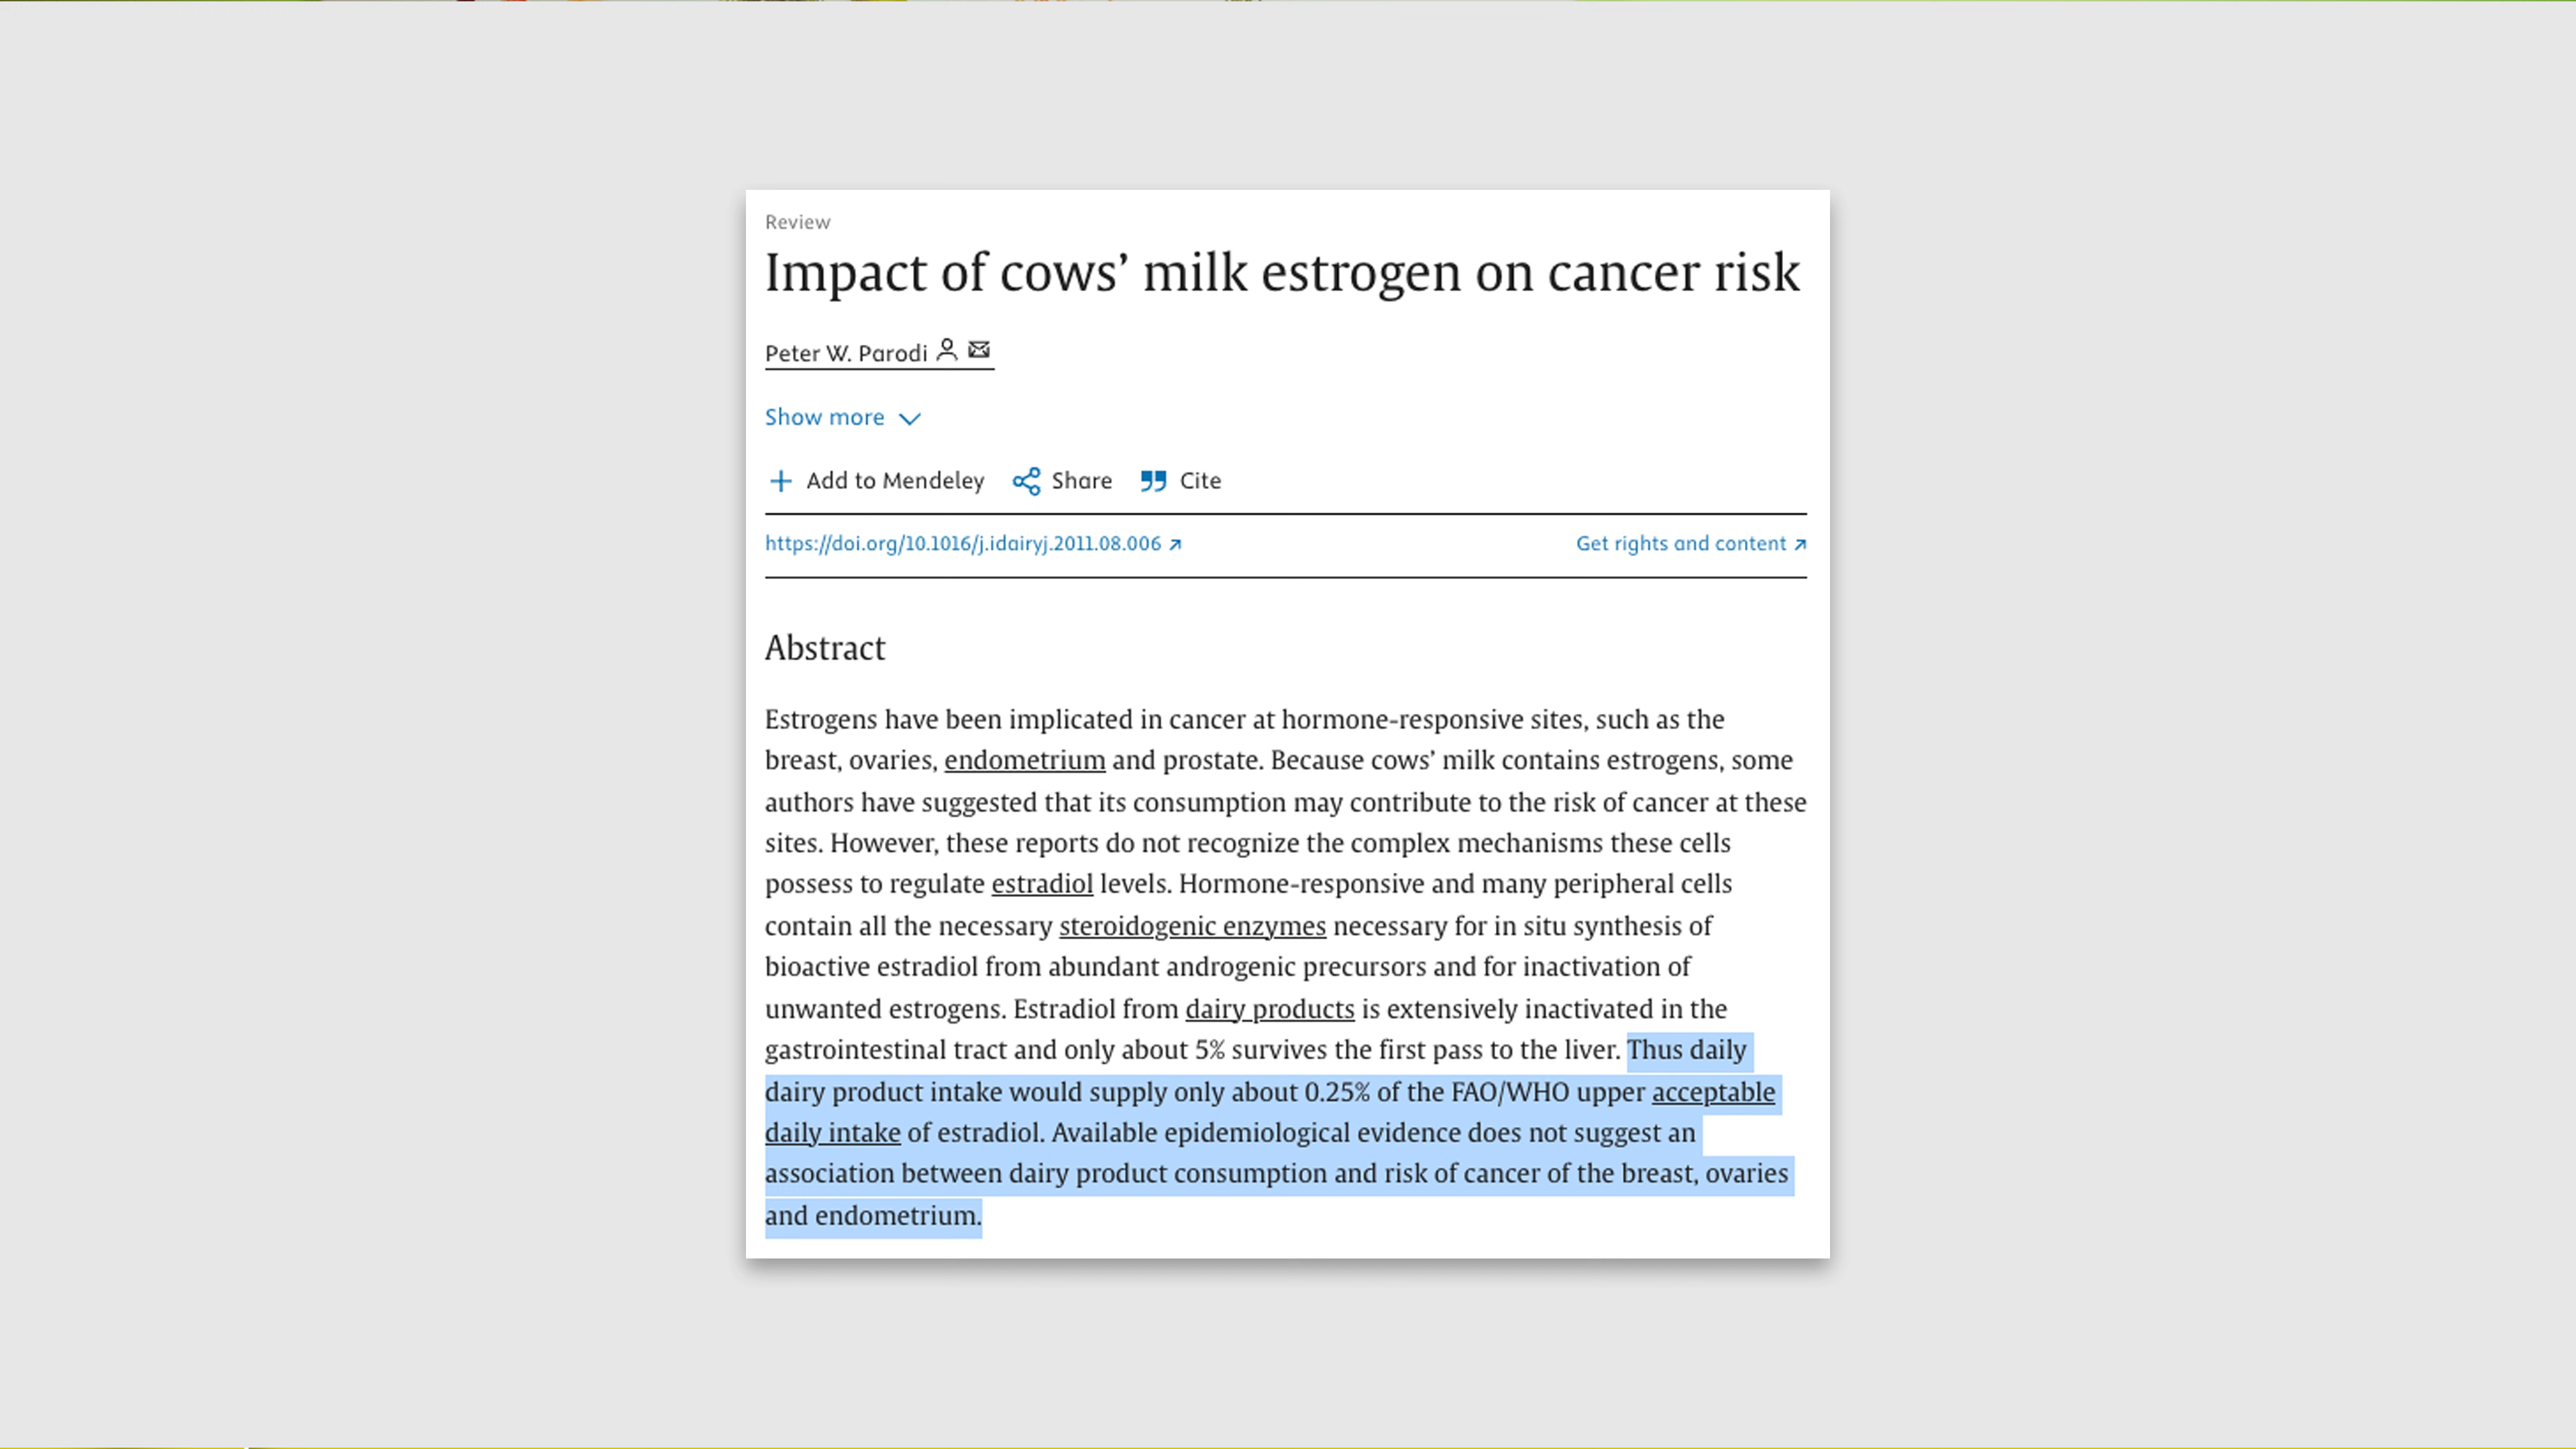 Review
Impact of cows’ milk estrogen on cancer risk
Peter W. Parodi
Show more
Add to Mendeley Share Cite
https://doi.org/10.1016/j.idairyj.2011.08.006 Get rights and content
Abstract
Estrogens have been implicated in cancer at hormone-responsive sites, such as the
breast, ovaries, endometrium and prostate. Because cows’ milk contains estrogens, some
authors have suggested that its consumption may contribute to the risk of cancer at these
sites. However, these reports do not recognize the complex mechanisms these cells
possess to regulate estradiol levels. Hormone-responsive and many peripheral cells
contain all the necessary steroidogenic enzymes necessary for in situ synthesis of
bioactive estradiol from abundant androgenic precursors and for inactivation of
unwanted estrogens. Estradiol from dairy products is extensively inactivated in the
gastrointestinal tract and only about 5% survives the first pass to the liver. Thus daily
dairy product intake would supply only about 0.25% of the FAO/WHO upper acceptable
daily intake of estradiol. Available epidemiological evidence does not suggest an
association between dairy product consumption and risk of cancer of the breast, ovaries
and endometrium.